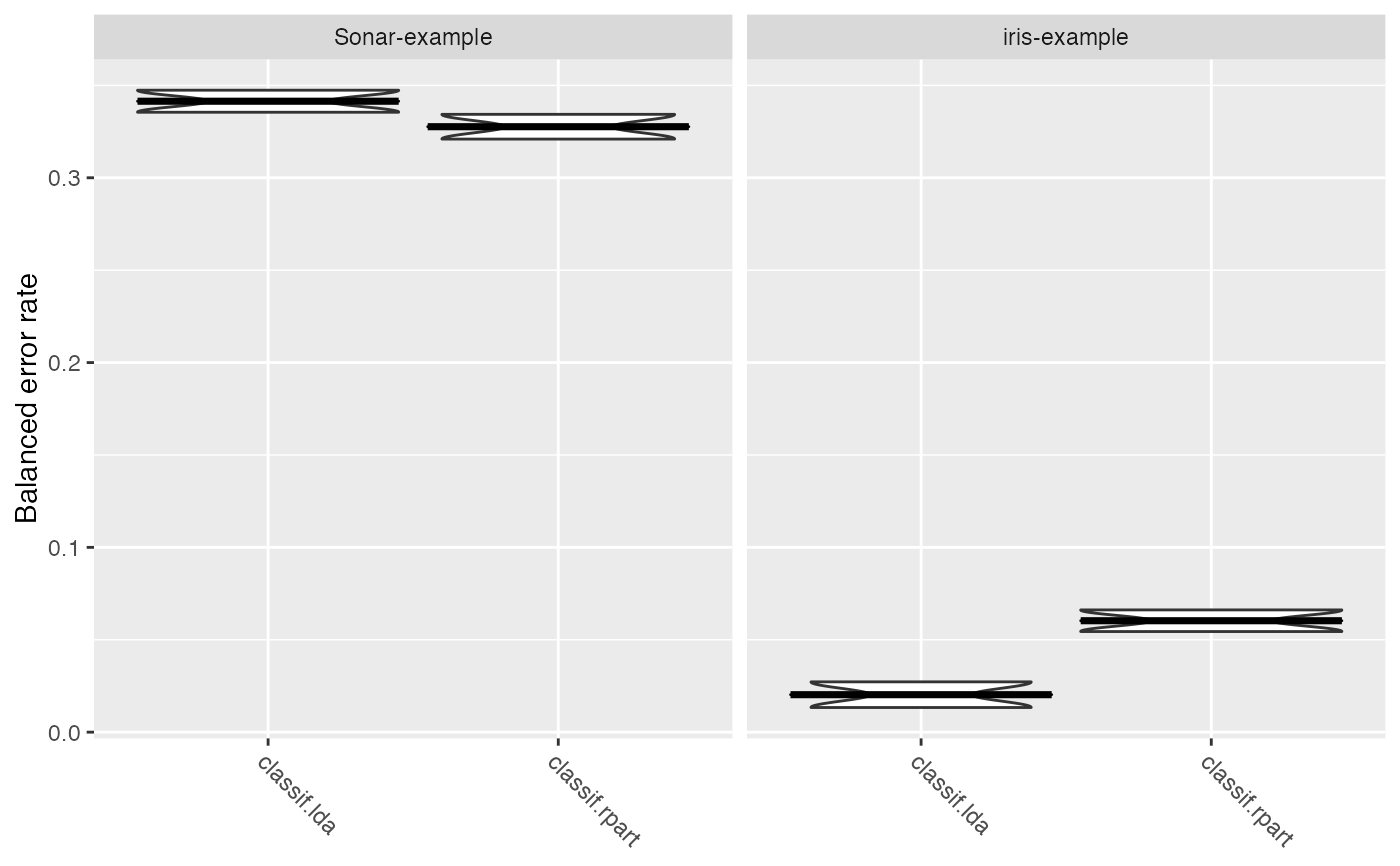 Sonar-example
iris-example
Balanced error rate
0.3
0.2
0.1
0.0
classif.lda
classif.rpart
classif.lda
classif.rpart